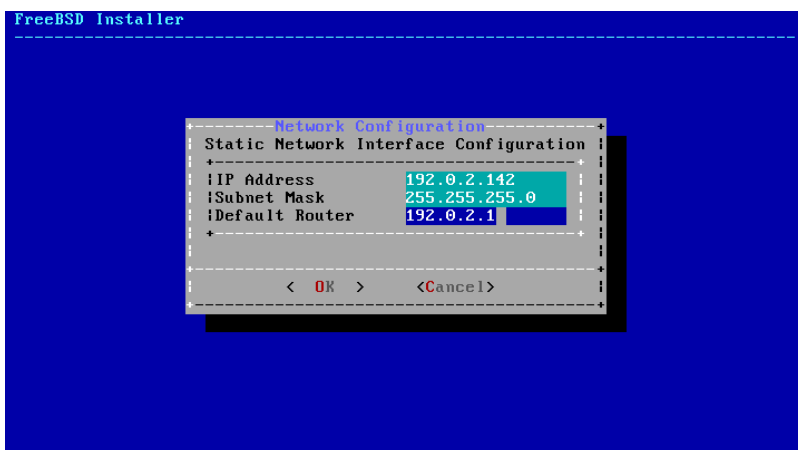 FreeBSD Installer
Network Configuration
Static Network Interface Configuration
IP Address 192.0.2.142
Subnet Mask 255.255.255.0
Default Router 192.0.2.1
< OK > <Cancel>